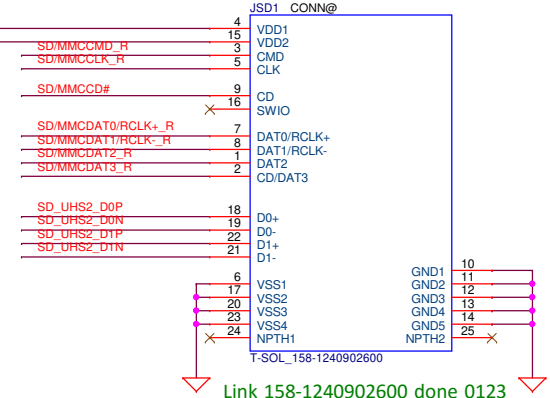 JSD1 CONN@
4 VDD1
15 VDD2
SD/MMCCMD_R 3 CMD
SD/MMCCLK_R 5 CLK
SD/MMCCD# 9 CD
16 SWIO
SD/MMCDAT0/RCLK+_R 7 DAT0/RCLK+
SD/MMCDAT1/RCLK-_R 8 DAT1/RCLK-
SD/MMCDAT2_R 1 DAT2
SD/MMCDAT3_R 2 CD/DAT3
SD_UHS2_D0P 18 D0+
SD_UHS2_D0N 19 D0-
SD_UHS2_D1P 22 D1+
SD_UHS2_D1N 21 D1-
GND1 10
6 VSS1 GND2 11
17 VSS2 GND3 12
20 VSS3 GND4 13
23 VSS4 GND5 14
24 NPTH1 NPTH2 25
T-SOL_158-1240902600
Link 158-1240902600 done 0123